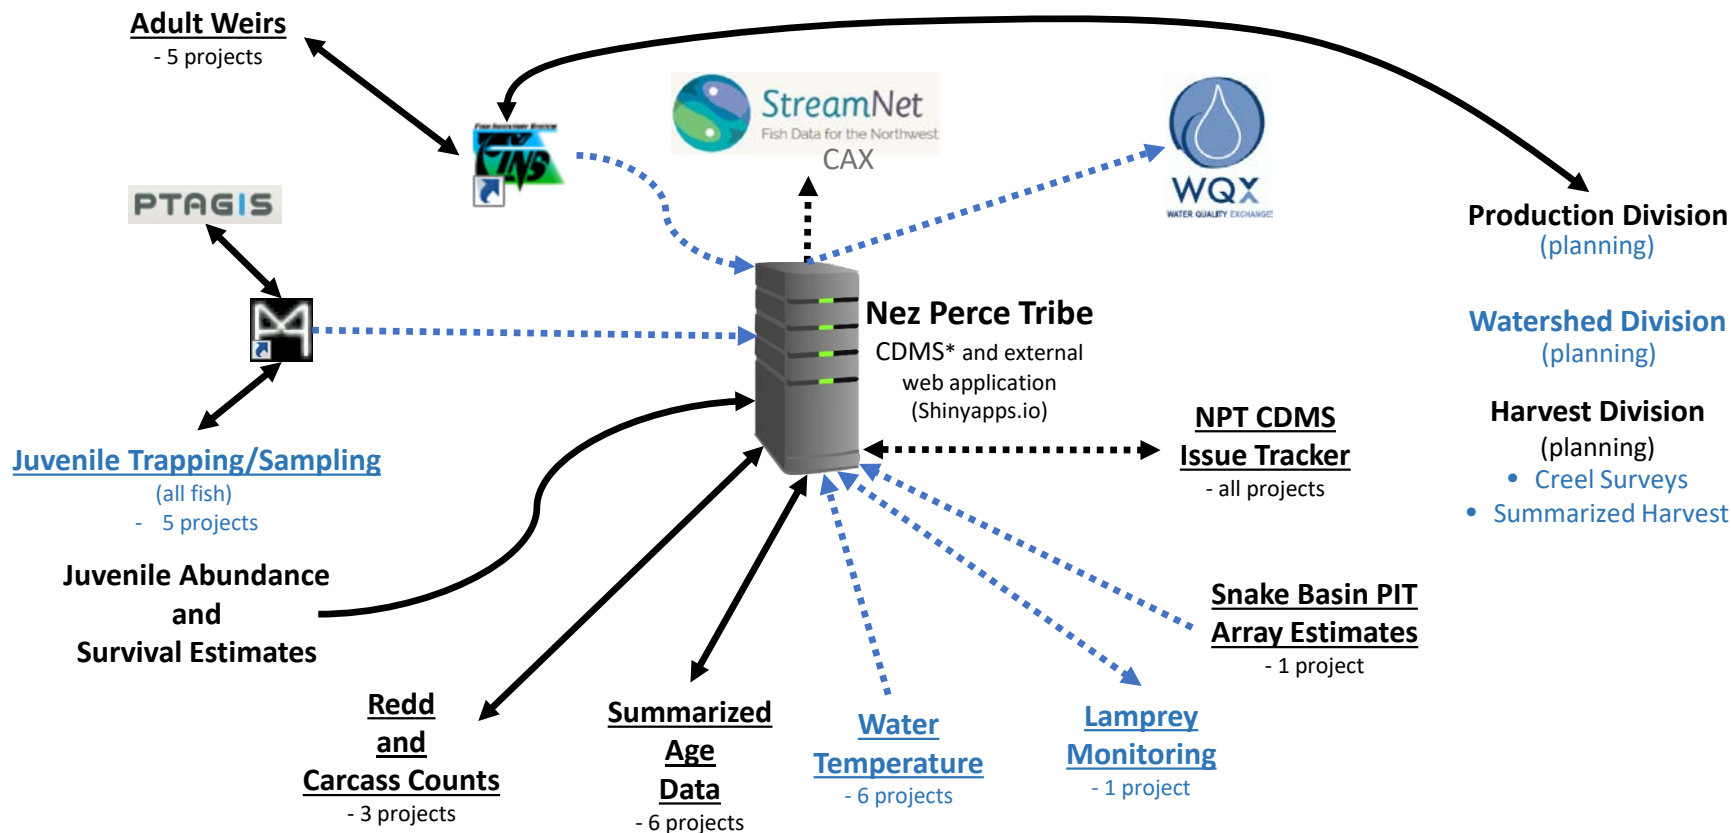 Adult Weirs
- 5 projects
FISH INVENTORY SYSTEM
FINS
StreamNet
Fish Data for the Northwest
CAX
WQX
WATER QUALITY EXCHANGE
PTAGIS
Production Division
(planning)
Watershed Division
(planning)
Harvest Division
(planning)
• Creel Surveys
• Summarized Harvest
Nez Perce Tribe
CDMS* and external
web application
(Shinyapps.io)
NPT CDMS
Issue Tracker
- all projects
Juvenile Trapping/Sampling
(all fish)
- 5 projects
Juvenile Abundance
and
Survival Estimates
Snake Basin PIT
Array Estimates
- 1 project
Redd
and
Carcass Counts
- 3 projects
Summarized
Age
Data
- 6 projects
Water
Temperature
- 6 projects
Lamprey
Monitoring
- 1 project